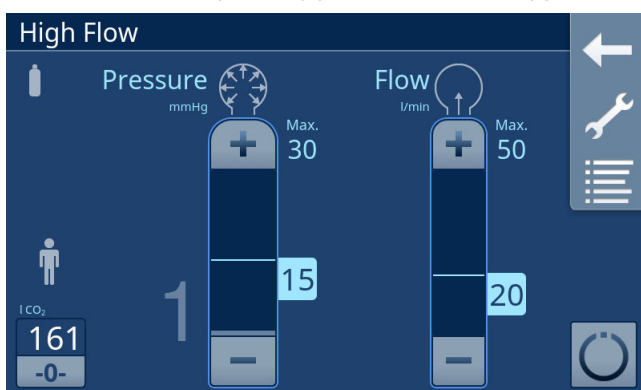 High Flow
Pressure
mmHg
Max.
30
1
15
Flow
l/min
Max.
50
20
l CO₂
161
-0-